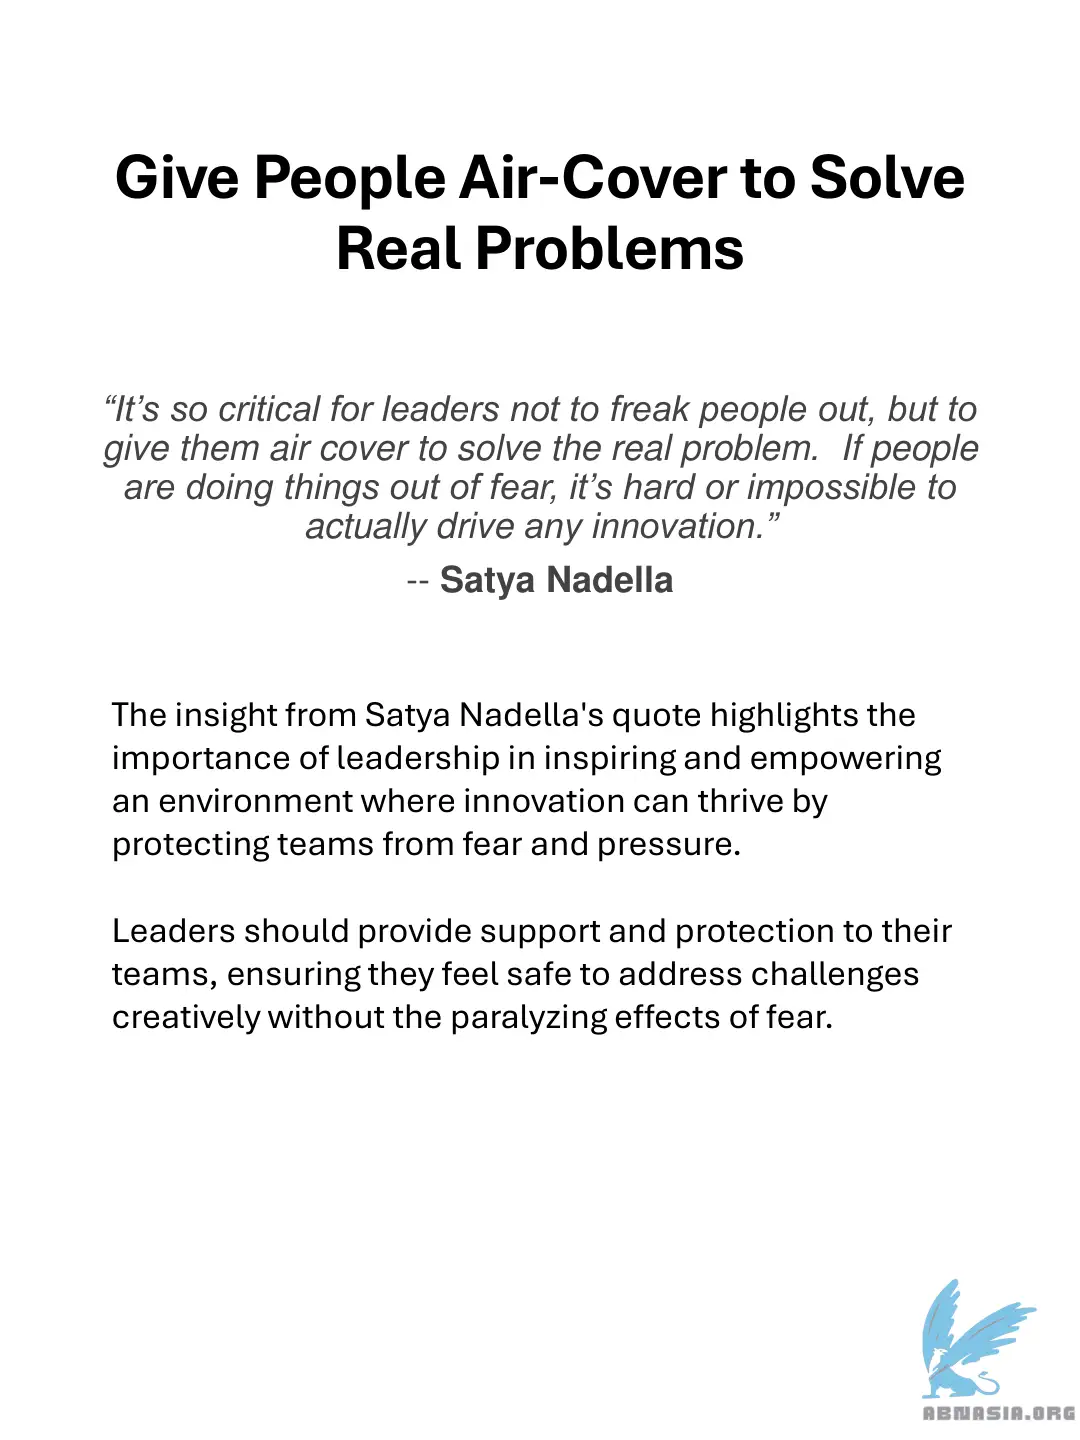 Give People Air-Cover to Solve
Real Problems
“It’s so critical for leaders not to freak people out, but to
give them air cover to solve the real problem.  If people
are doing things out of fear, it’s hard or impossible to
actually drive any innovation.”
-- Satya Nadella
The insight from Satya Nadella's quote highlights the
importance of leadership in inspiring and empowering
an environment where innovation can thrive by
protecting teams from fear and pressure.
Leaders should provide support and protection to their
teams, ensuring they feel safe to address challenges
creatively without the paralyzing effects of fear.
ABNASIA.ORG